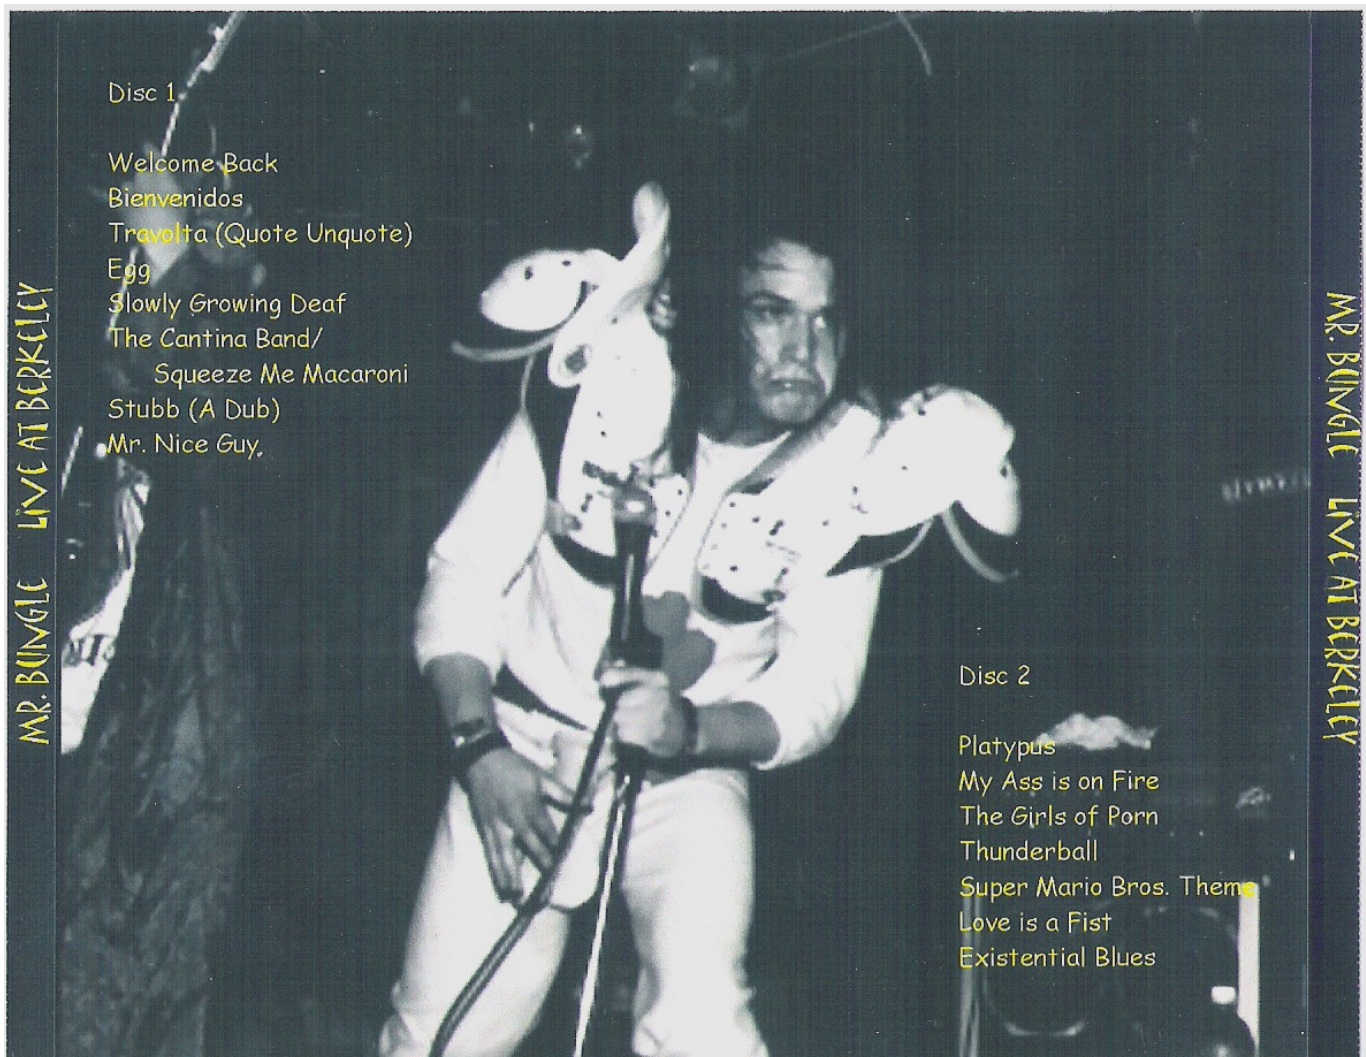 MR. BUNGLE LIVE AT BERKELEY
Disc 1
Welcome Back
Bienvenidos
Travolta (Quote Unquote)
Egg
Slowly Growing Deaf
The Cantina Band/
Squeeze Me Macaroni
Stubb (A Dub)
Mr. Nice Guy
Disc 2
Platypus
My Ass is on Fire
The Girls of Porn
Thunderball
Super Mario Bros. Theme
Love is a Fist
Existential Blues
MR. BUNGLE LIVE AT BERKELEY